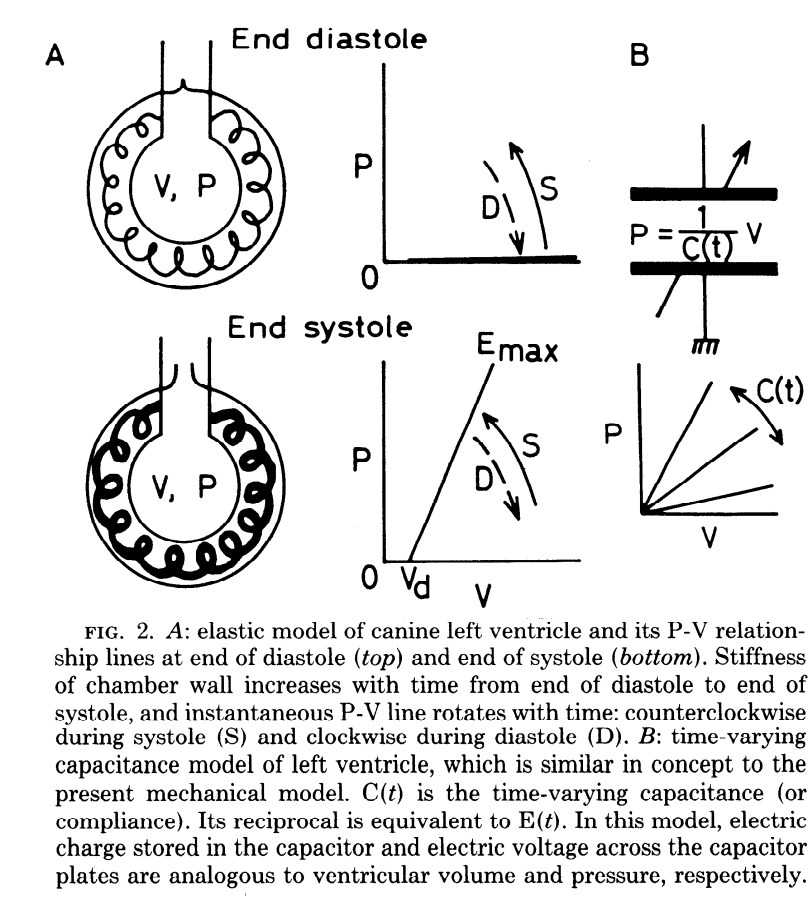 A
End diastole
B
V, P
P
D
S
O
P = 1/C(t) V
End systole
Emax
V, P
P
D
S
O
Vd
V
C(t)
P
V
FIG. 2. A: elastic model of canine left ventricle and its P-V relation-
ship lines at end of diastole (top) and end of systole (bottom). Stiffness
of chamber wall increases with time from end of diastole to end of
systole, and instantaneous P-V line rotates with time: counterclockwise
during systole (S) and clockwise during diastole (D). B: time-varying
capacitance model of left ventricle, which is similar in concept to the
present mechanical model. C(t) is the time-varying capacitance (or
compliance). Its reciprocal is equivalent to E(t). In this model, electric
charge stored in the capacitor and electric voltage across the capacitor
plates are analogous to ventricular volume and pressure, respectively.